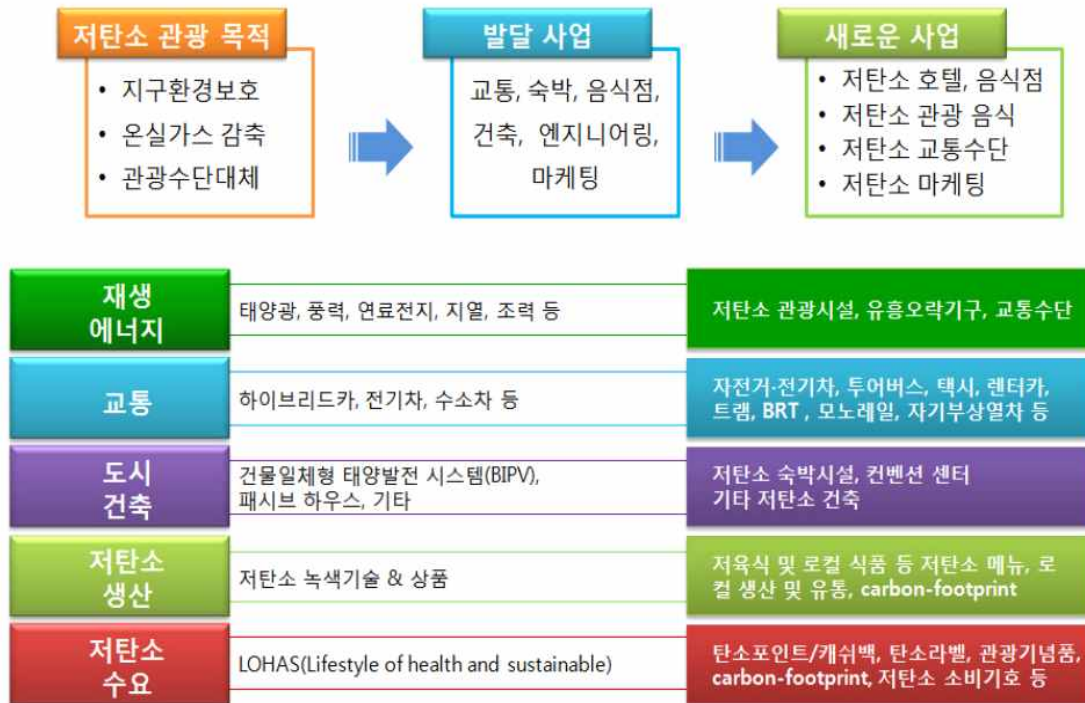 저탄소 관광 목적
• 지구환경보호
• 온실가스 감축
• 관광수단대체
발달 사업
교통, 숙박, 음식점,
건축, 엔지니어링,
마케팅
새로운 사업
• 저탄소 호텔, 음식점
• 저탄소 관광 음식
• 저탄소 교통수단
• 저탄소 마케팅
재생
에너지
태양광, 풍력, 연료전지, 지열, 조력 등
저탄소 관광시설, 유흥오락기구, 교통수단
교통
하이브리드카, 전기차, 수소차 등
자전거·전기차, 투어버스, 택시, 렌터카,
트램, BRT , 모노레일, 자기부상열차 등
도시
건축
건물일체형 태양발전 시스템(BIPV),
패시브 하우스, 기타
저탄소 숙박시설, 컨벤션 센터
기타 저탄소 건축
저탄소
생산
저탄소 녹색기술 & 상품
저육식 및 로컬 식품 등 저탄소 메뉴, 로
컬 생산 및 유통, carbon-footprint
저탄소
수요
LOHAS(Lifestyle of health and sustainable)
탄소포인트/캐쉬백, 탄소라벨, 관광기념품,
carbon-footprint, 저탄소 소비기호 등